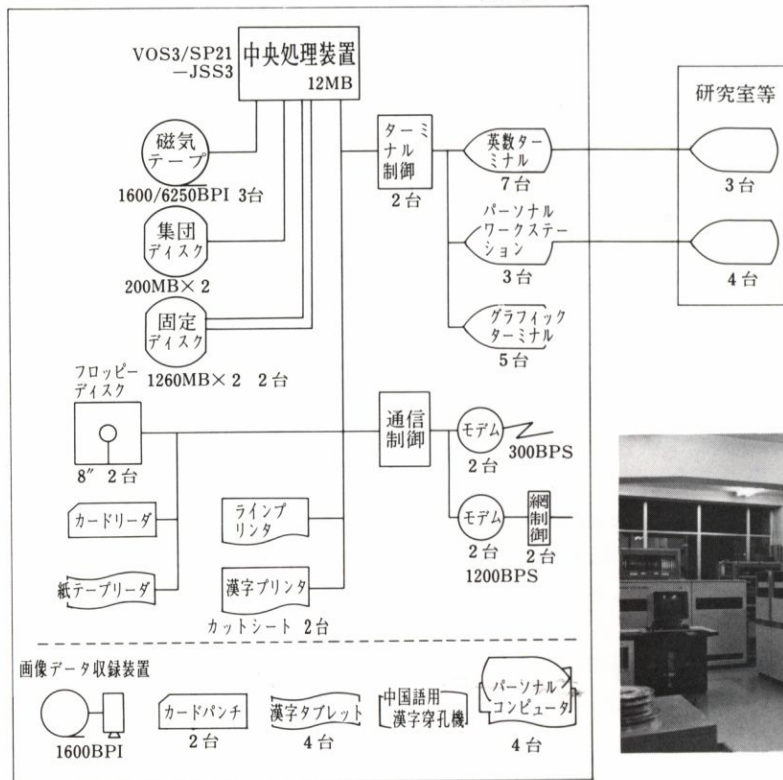 VOS3/SP21
—JSS3
中央処理装置
12MB
磁気
テープ
1600/6250BPI 3台
集団
ディスク
200MB×2
固定
ディスク
1260MB×2 2台
ターミ
ナル
制御
2台
英数ター
ミナル
7台
パーソナル
ワークステー
ション
3台
グラフィック
ターミナル
5台
研究室等
3台
4台
フロッピー
ディスク
8″ 2台
通信
制御
モデム
2台
300BPS
モデム
2台
1200BPS
網制御
2台
カードリーダ
紙テープリーダ
ラインプ
リンタ
漢字プリンタ
カットシート 2台
画像データ収録装置
1600BPI
カードパンチ
2台
漢字タブレット
4台
中国語用
漢字穿孔機
パーソナル
コンピュータ
4台